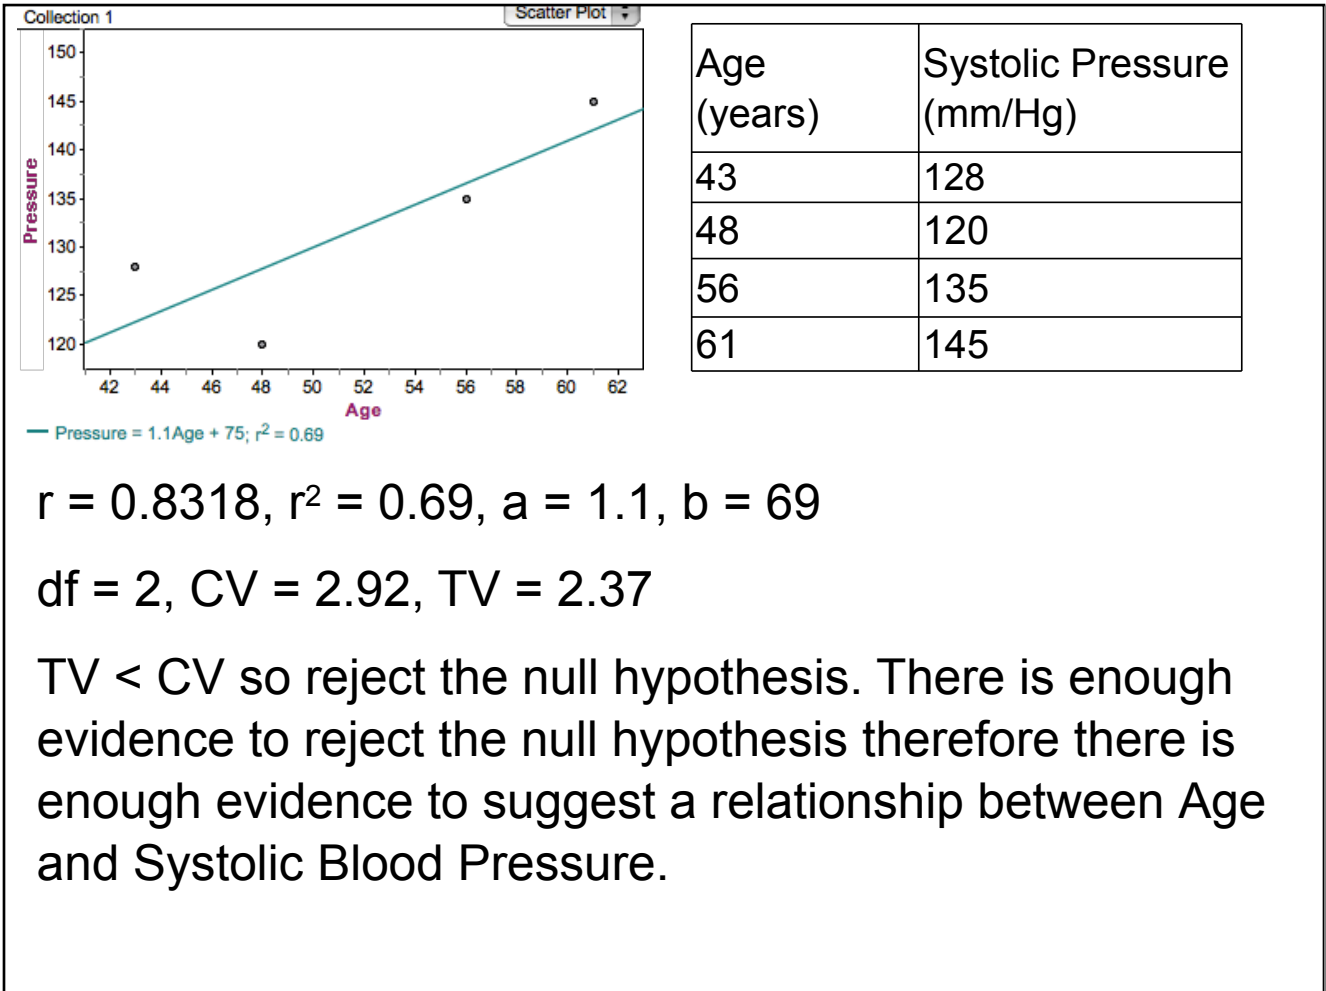 Collection 1
Scatter Plot
150
145
140
135
130
125
120
Pressure
42 44 46 48 50 52 54 56 58 60 62
Age
Pressure = 1.1Age + 75; r² = 0.69
Age (years) Systolic Pressure (mm/Hg)
43 128
48 120
56 135
61 145
r = 0.8318, r² = 0.69, a = 1.1, b = 69
df = 2, CV = 2.92, TV = 2.37
TV < CV so reject the null hypothesis. There is enough
evidence to reject the null hypothesis therefore there is
enough evidence to suggest a relationship between Age
and Systolic Blood Pressure.